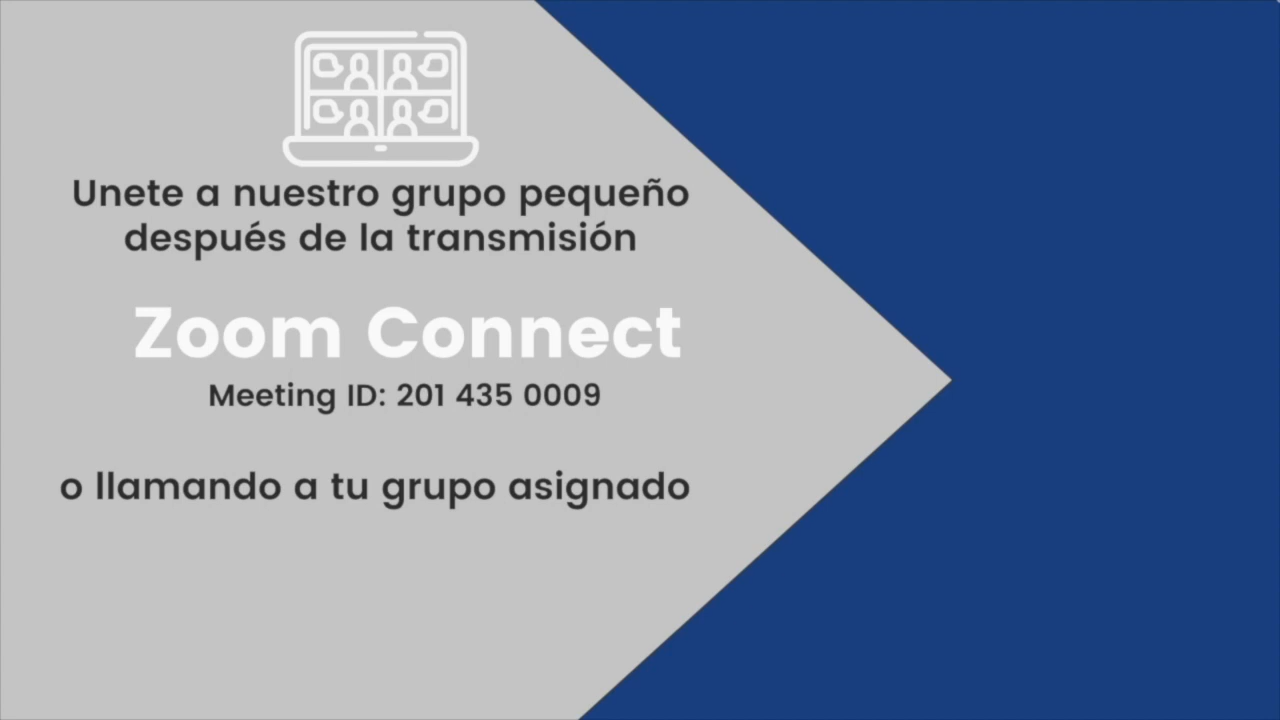 Unete a nuestro grupo pequeño
después de la transmisión
Zoom Connect
Meeting ID: 201 435 0009
o llamando a tu grupo asignado